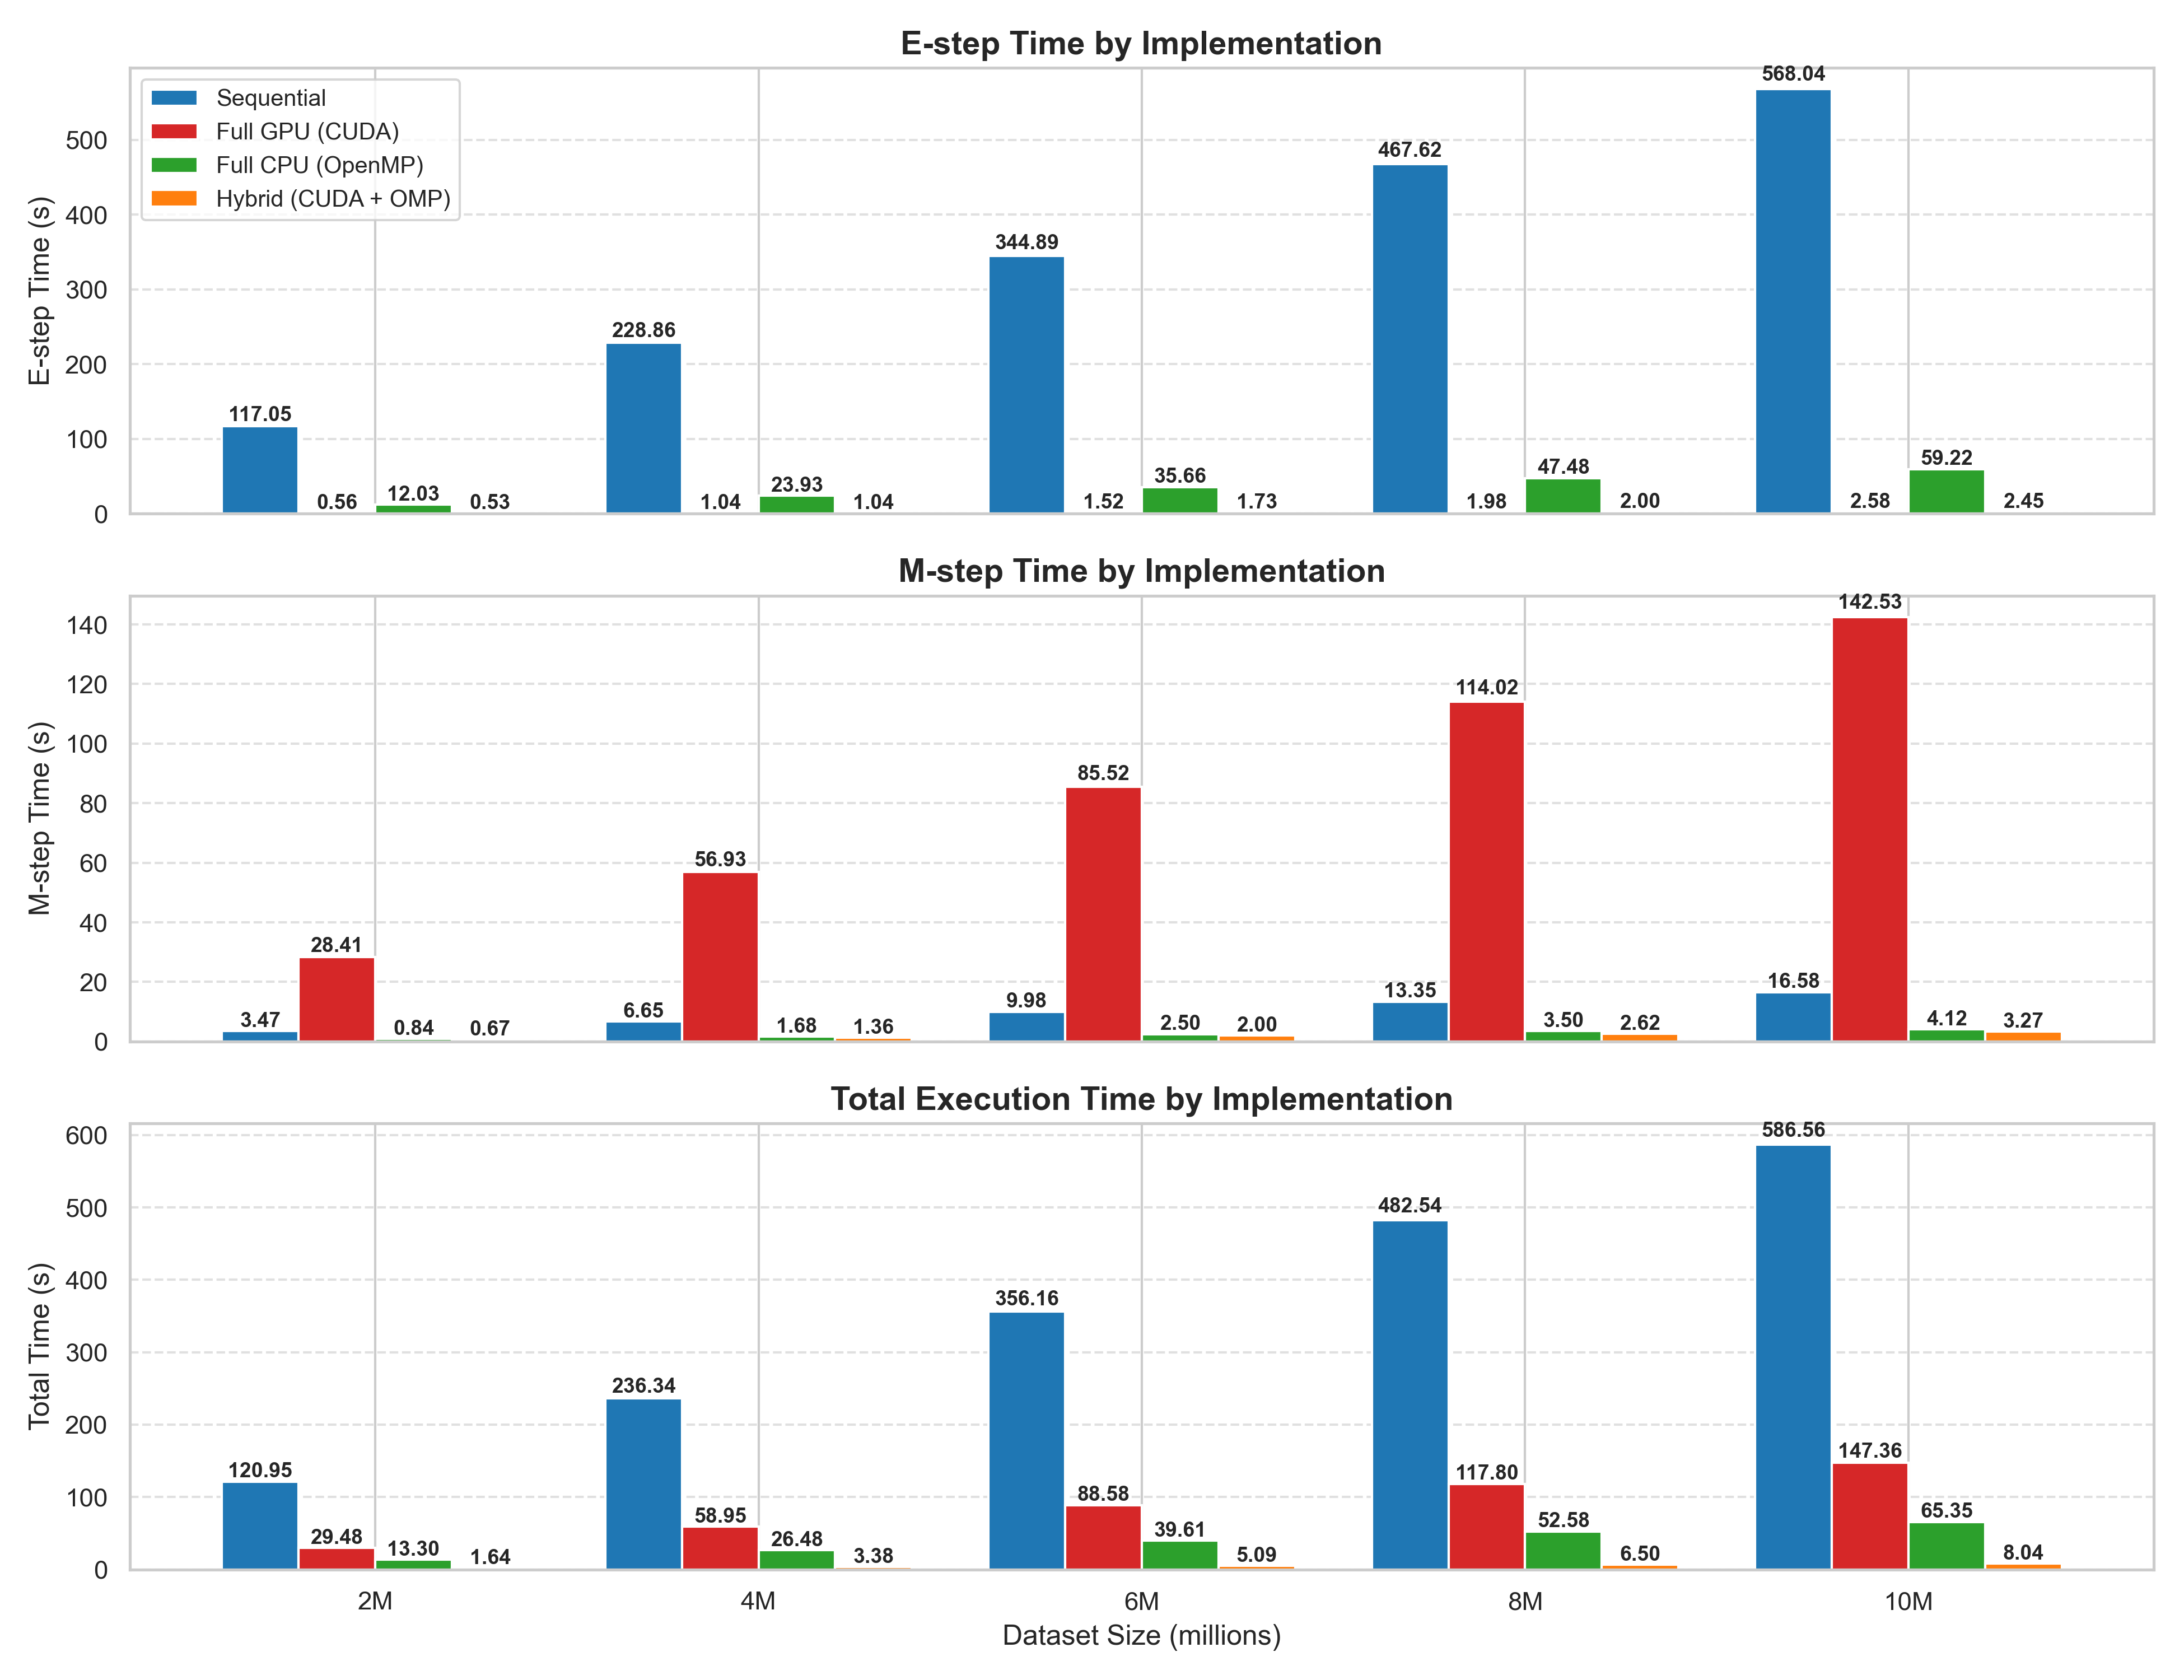 E-step Time by Implementation
Sequential
Full GPU (CUDA)
Full CPU (OpenMP)
Hybrid (CUDA + OMP)
E-step Time (s)
500
400
300
200
100
0
117.05 0.56 12.03 0.53
228.86 1.04 23.93 1.04
344.89 1.52 35.66 1.73
467.62 1.98 47.48 2.00
568.04 2.58 59.22 2.45
M-step Time by Implementation
M-step Time (s)
140
120
100
80
60
40
20
0
3.47 28.41 0.84 0.67
6.65 56.93 1.68 1.36
9.98 85.52 2.50 2.00
13.35 114.02 3.50 2.62
16.58 142.53 4.12 3.27
Total Execution Time by Implementation
Total Time (s)
600
500
400
300
200
100
0
120.95 29.48 13.30 1.64
236.34 58.95 26.48 3.38
356.16 88.58 39.61 5.09
482.54 117.80 52.58 6.50
586.56 147.36 65.35 8.04
2M 4M 6M 8M 10M
Dataset Size (millions)